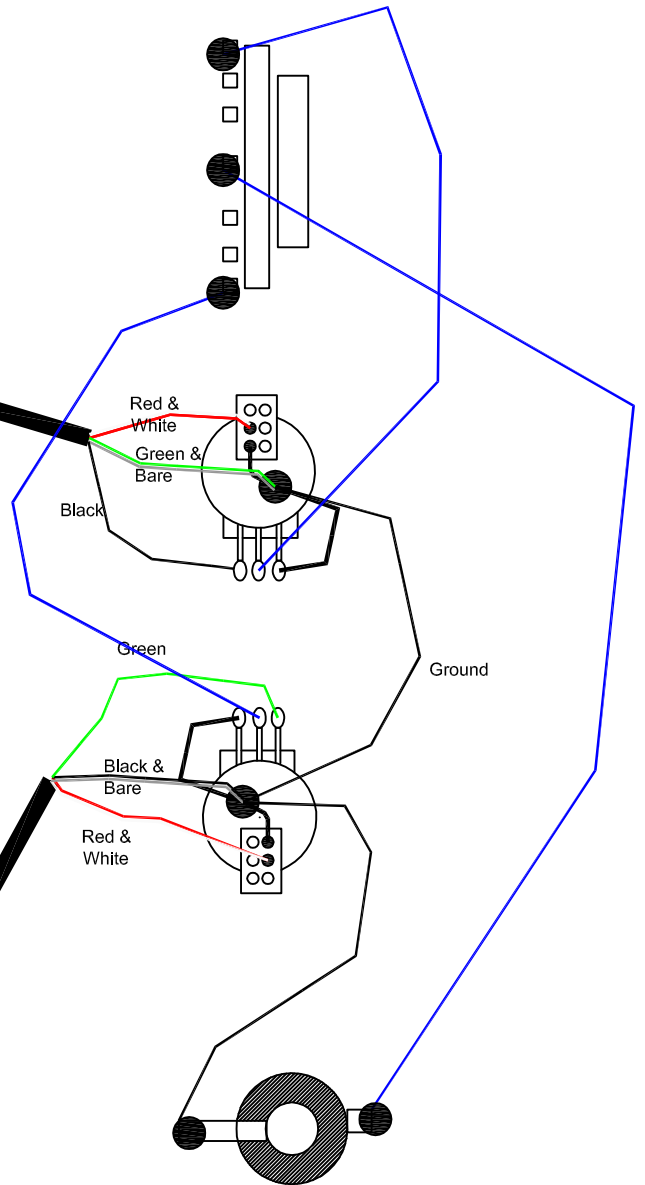 Red &
White
Green &
Bare
Black
Green
Ground
Black &
Bare
Red &
White